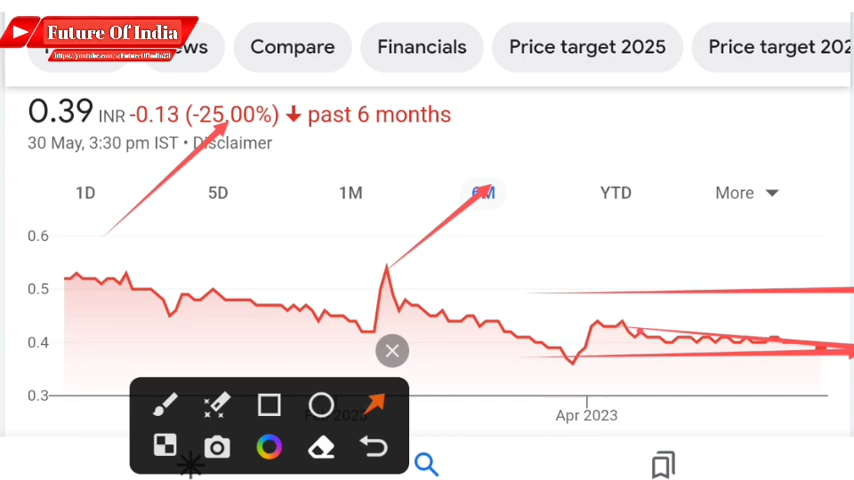 Future Of India
ws
Compare
Financials
Price target 2025
Price target 202
0.39 INR -0.13 (-25.00%) past 6 months
30 May, 3:30 pm IST • Disclaimer
1D
5D
1M
6M
YTD
More
0.6
0.5
0.4
0.3
2023
Apr 2023